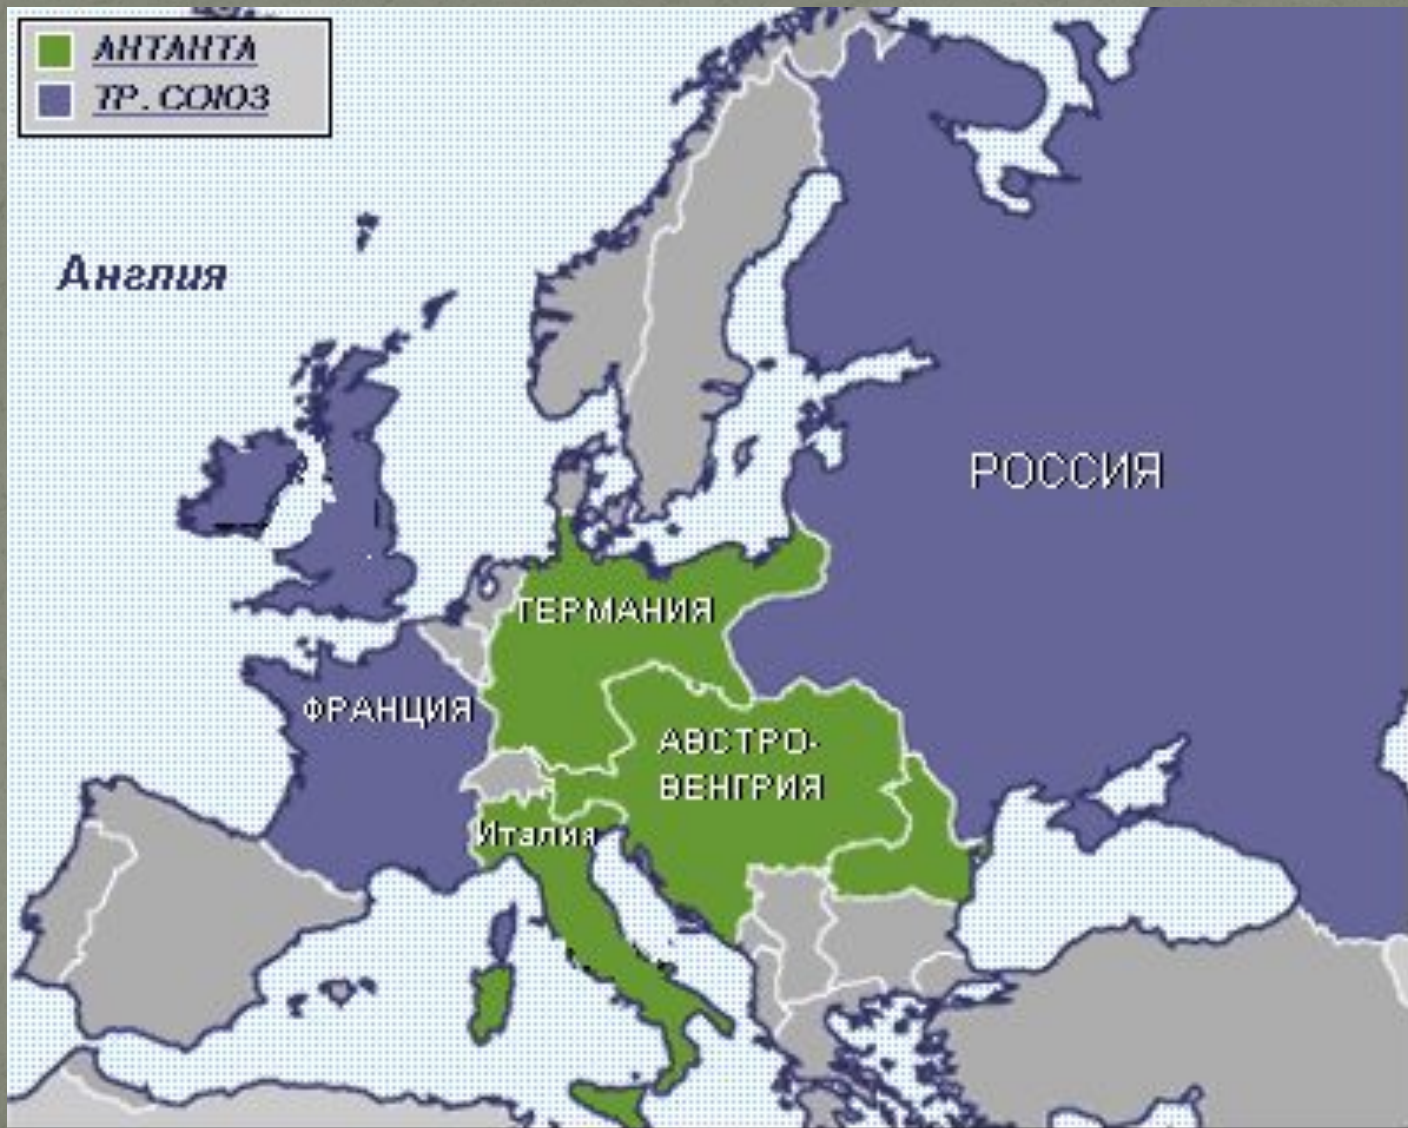 АНТАНТА
ТР. СОЮЗ
Англия
РОССИЯ
ГЕРМАНИЯ
ФРАНЦИЯ
АВСТРО-
ВЕНГРИЯ
Италия